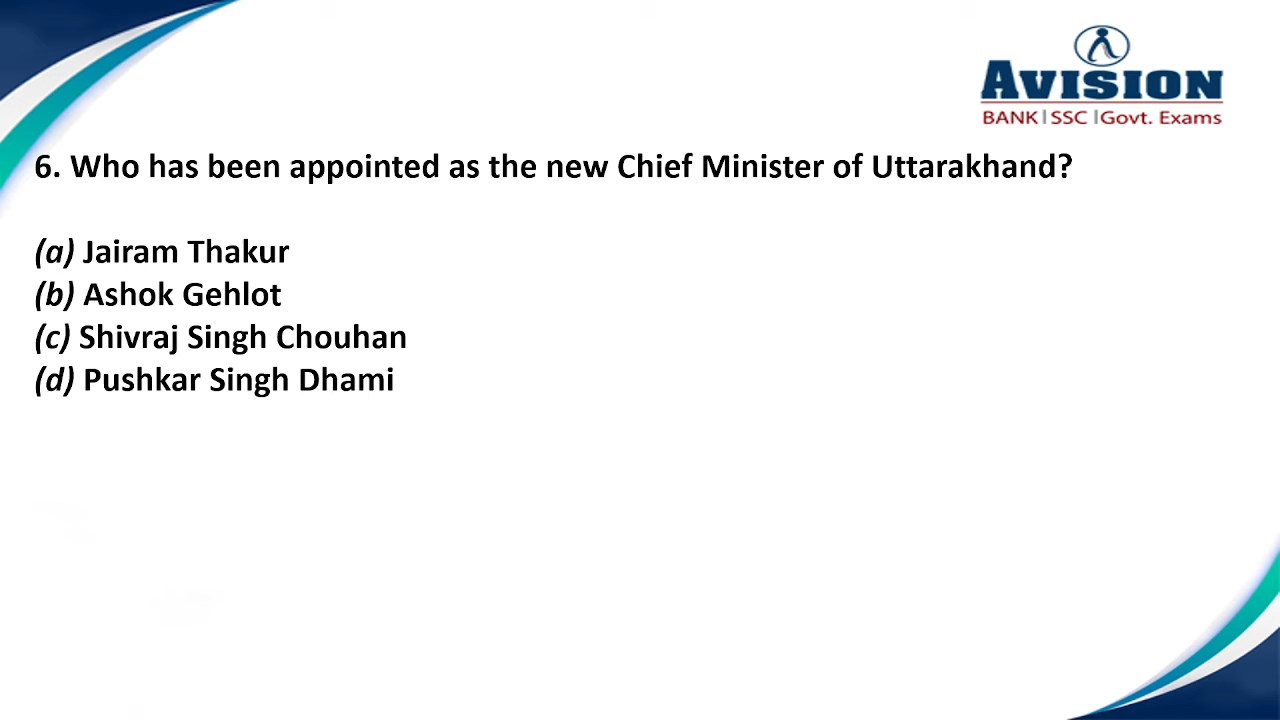 AVISION
BANK|SSC|Govt. Exams
6. Who has been appointed as the new Chief Minister of Uttarakhand?
(a) Jairam Thakur
(b) Ashok Gehlot
(c) Shivraj Singh Chouhan
(d) Pushkar Singh Dhami